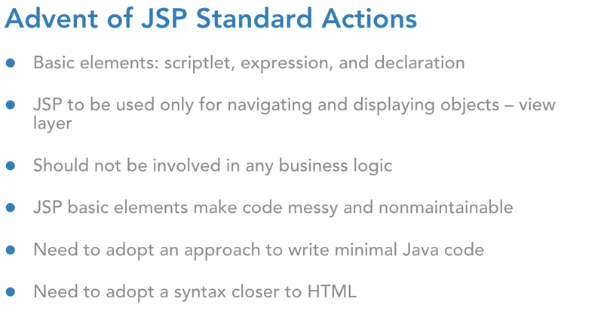 Advent of JSP Standard Actions
Basic elements: scriptlet, expression, and declaration
JSP to be used only for navigating and displaying objects – view
layer
Should not be involved in any business logic
JSP basic elements make code messy and nonmaintainable
Need to adopt an approach to write minimal Java code
Need to adopt a syntax closer to HTML